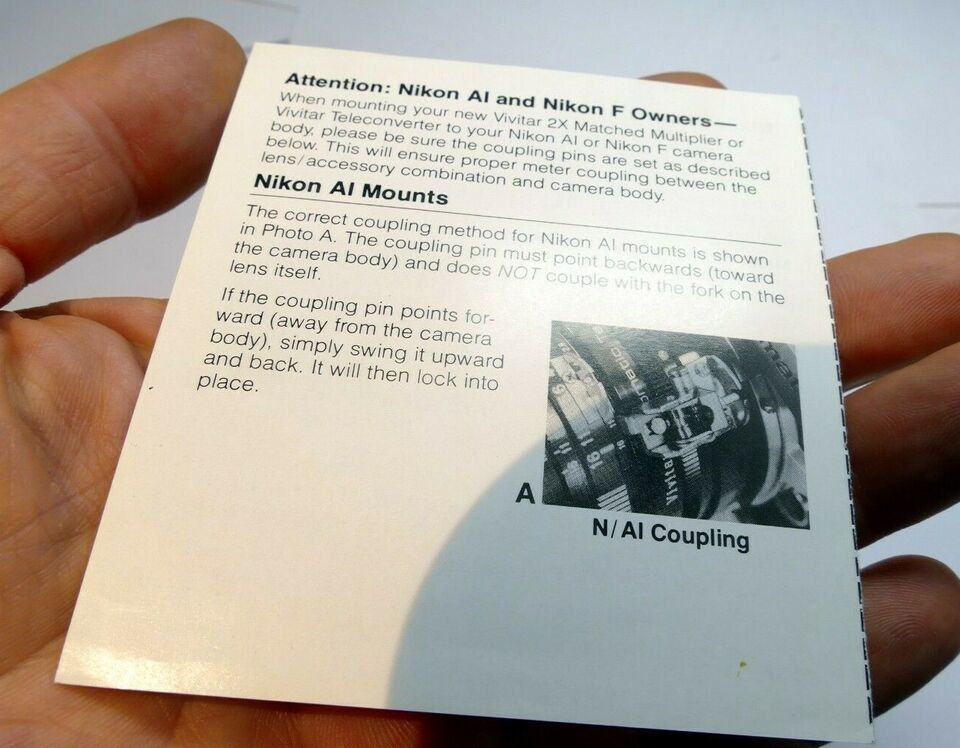 Attention: Nikon AI and Nikon F Owners—
When mounting your new Vivitar 2X Matched Multiplier or
Vivitar Teleconverter to your Nikon AI or Nikon F camera
body, please be sure the coupling pins are set as described
below. This will ensure proper meter coupling between the
lens/accessory combination and camera body.
Nikon AI Mounts
The correct coupling method for Nikon AI mounts is shown
in Photo A. The coupling pin must point backwards (toward
the camera body) and does NOT couple with the fork on the
lens itself.
If the coupling pin points for-
ward (away from the camera
body), simply swing it upward
and back. It will then lock into
place.
16
Vivitar
A
N/AI Coupling